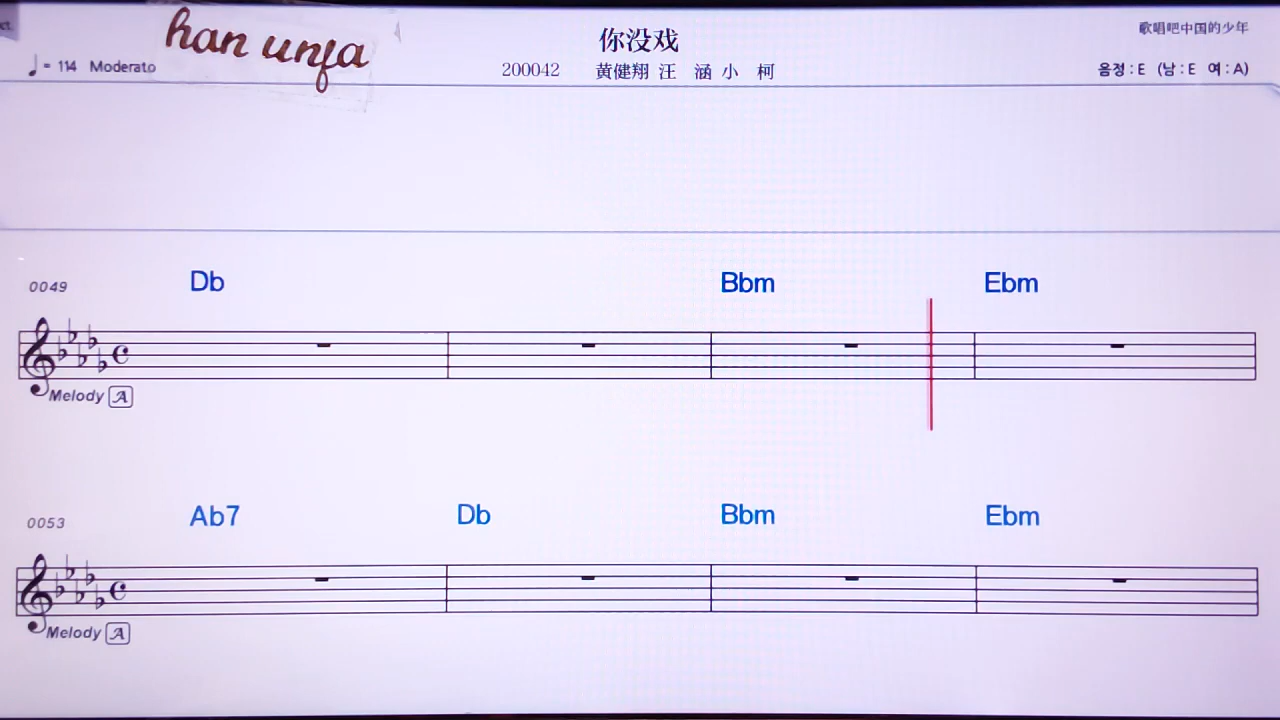 han unfa
你没戏
歌唱吧中国的少年
♩= 114 Moderato
200042 黄健翔 汪 涵 小 柯
음정 : E (남 : E 여 : A)
Db Bbm Ebm
0049
Melody A
Ab7 Db Bbm Ebm
0053
Melody A